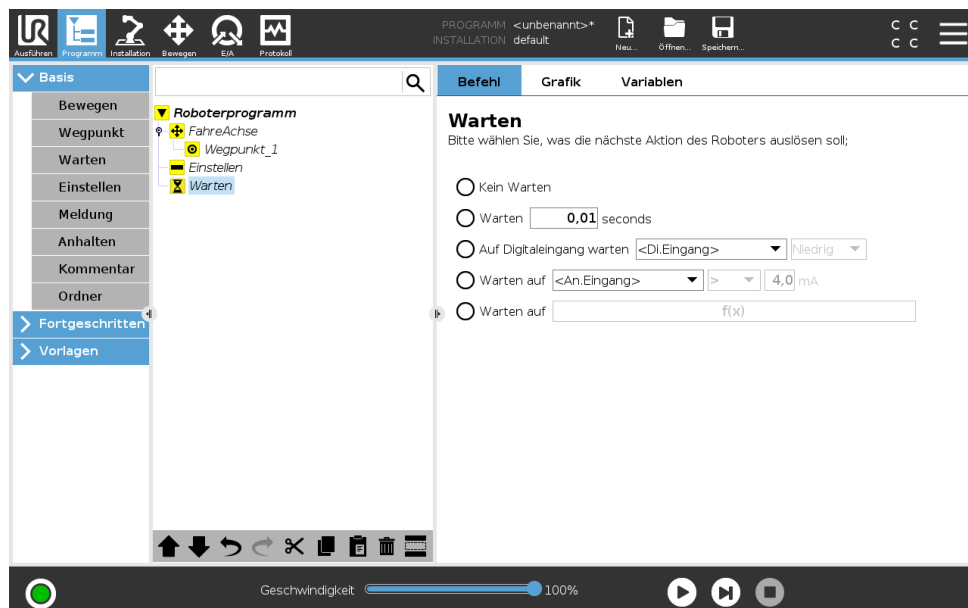 UR
PROGRAMM <unbenannt>*
INSTALLATION default
Ausführen Programm Installation Bewegen E/A Protokoll
Neu... Öffnen... Speichern...
C C
C C
Basis
Bewegen
Wegpunkt
Warten
Einstellen
Meldung
Anhalten
Kommentar
Ordner
Fortgeschritten
Vorlagen
Roboterprogramm
FahreAchse
Wegpunkt_1
Einstellen
Warten
Befehl Grafik Variablen
Warten
Bitte wählen Sie, was die nächste Aktion des Roboters auslösen soll;
Kein Warten
Warten 0,01 seconds
Auf Digitaleingang warten <Di.Eingang> Niedrig
Warten auf <An.Eingang> > 4,0 mA
Warten auf f(x)
Geschwindigkeit 100%